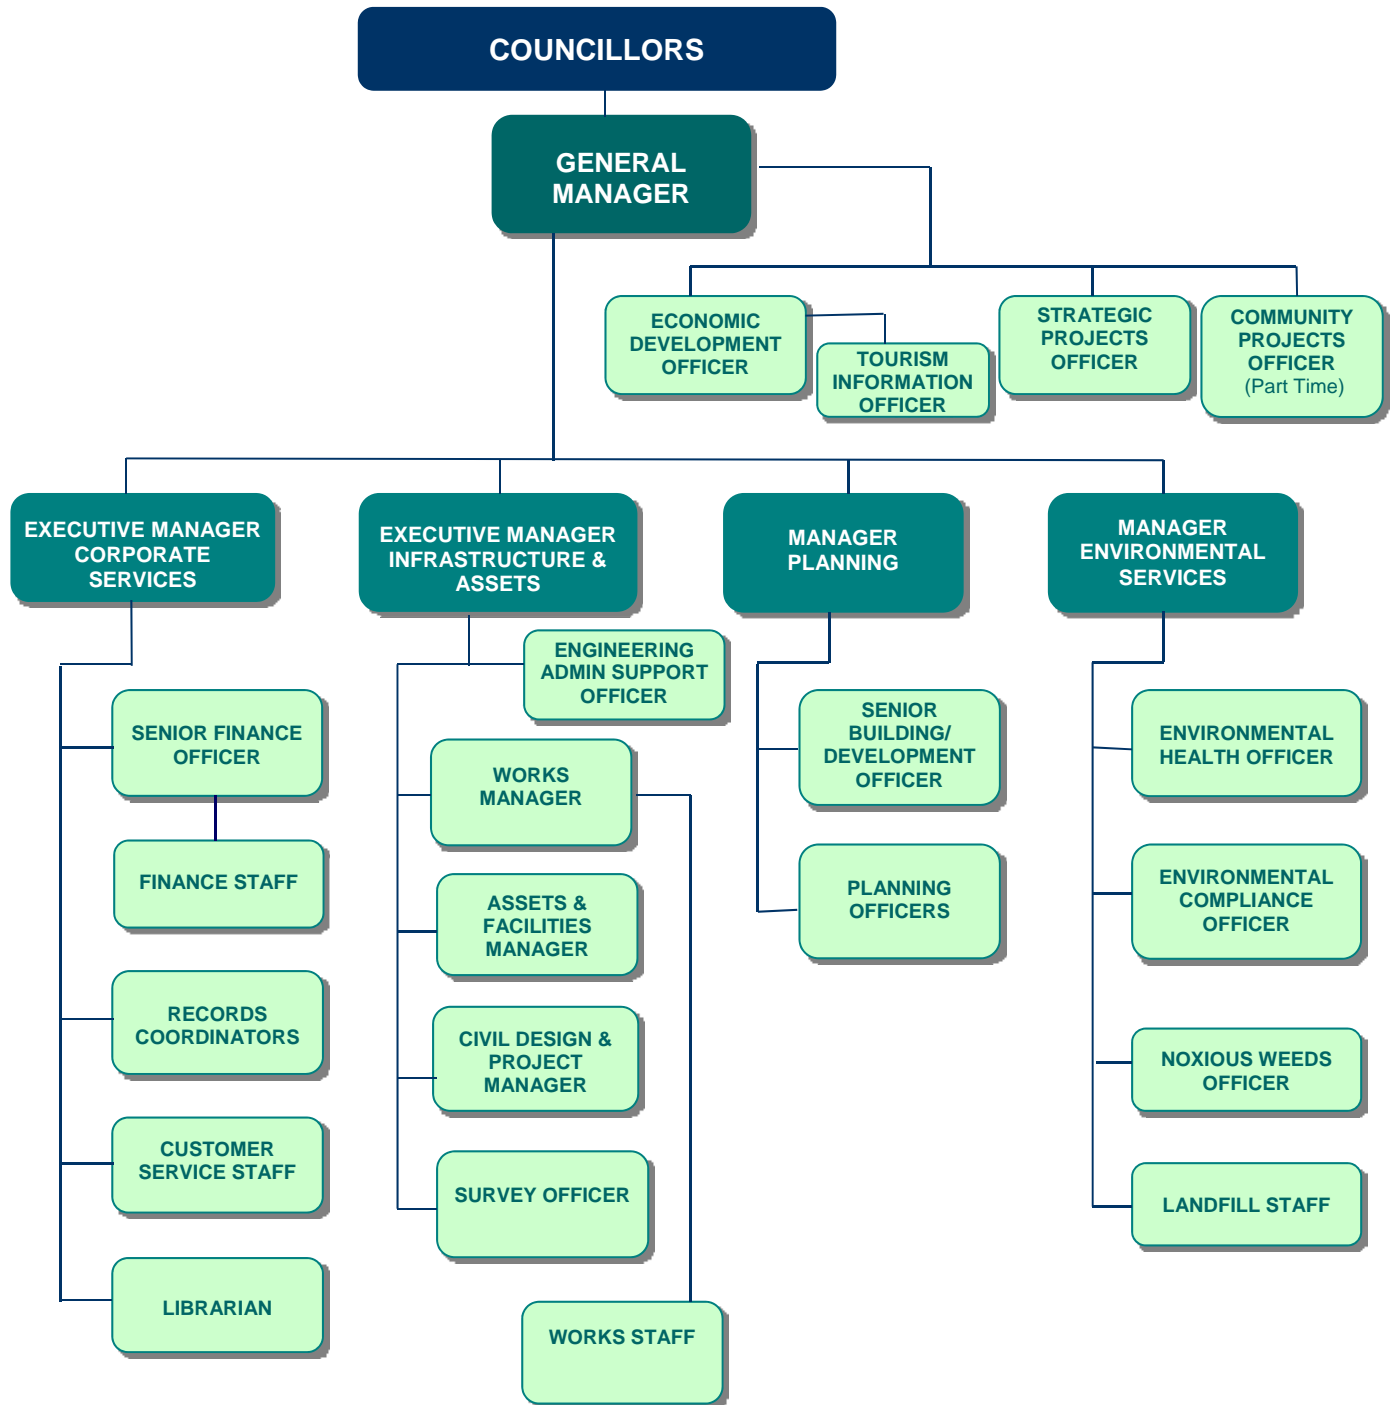 COUNCILLORS
GENERAL
MANAGER
ECONOMIC
DEVELOPMENT
OFFICER
TOURISM
INFORMATION
OFFICER
STRATEGIC
PROJECTS
OFFICER
COMMUNITY
PROJECTS
OFFICER
(Part Time)
EXECUTIVE MANAGER
CORPORATE
SERVICES
EXECUTIVE MANAGER
INFRASTRUCTURE &
ASSETS
MANAGER
PLANNING
MANAGER
ENVIRONMENTAL
SERVICES
SENIOR FINANCE
OFFICER
FINANCE STAFF
RECORDS
COORDINATORS
CUSTOMER
SERVICE STAFF
LIBRARIAN
ENGINEERING
ADMIN SUPPORT
OFFICER
WORKS
MANAGER
ASSETS &
FACILITIES
MANAGER
CIVIL DESIGN &
PROJECT
MANAGER
SURVEY OFFICER
WORKS STAFF
SENIOR
BUILDING/
DEVELOPMENT
OFFICER
PLANNING
OFFICERS
ENVIRONMENTAL
HEALTH OFFICER
ENVIRONMENTAL
COMPLIANCE
OFFICER
NOXIOUS WEEDS
OFFICER
LANDFILL STAFF